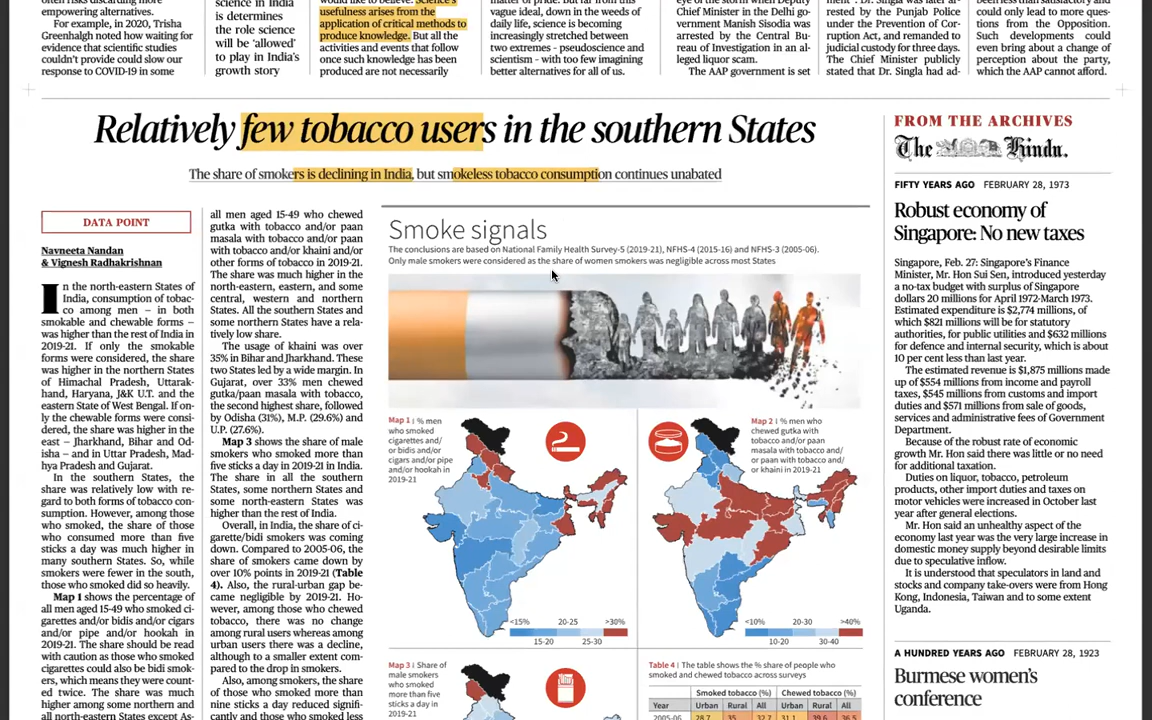 often risks discarding more
empowering alternatives.
For example, in 2020, Trisha
Greenhalgh noted how waiting for
evidence that scientific studies
couldn't provide could slow our
response to COVID-19 in some
science in India
is determines
the role science
will be 'allowed'
to play in India's
growth story
would like to believe. Science's
usefulness arises from the
application of critical methods to
produce knowledge. But all the
activities and events that follow
once such knowledge has been
produced are not necessarily
matter of pride. But far from this
vague ideal, down in the weeds of
daily life, science is becoming
increasingly stretched between
two extremes - pseudoscience and
scientism - with too few imagining
better alternatives for all of us.
eye of the storm when Deputy
Chief Minister in the Delhi go-
vernment Manish Sisodia was
arrested by the Central Bu-
reau of Investigation in an al-
leged liquor scam.
The AAP government is set
ment". Dr. Singla was later ar-
rested by the Punjab Police
under the Prevention of Cor-
ruption Act, and remanded to
judicial custody for three days.
The Chief Minister publicly
stated that Dr. Singla had ad-
been less than satisfactory and
could only lead to more ques-
tions from the Opposition.
Such developments could
even bring about a change of
perception about the party,
which the AAP cannot afford.
Relatively few tobacco users in the southern States
The share of smokers is declining in India, but smokeless tobacco consumption continues unabated
DATA POINT
Navneeta Nandan
& Vignesh Radhakrishnan
In the north-eastern States of
India, consumption of tobac-
co among men – in both
smokable and chewable forms –
was higher than the rest of India in
2019-21. If only the smokable
forms were considered, the share
was higher in the northern States
of Himachal Pradesh, Uttarak-
hand, Haryana, J&K U.T. and the
eastern State of West Bengal. If on-
ly the chewable forms were consi-
dered, the share was higher in the
east – Jharkhand, Bihar and Od-
isha – and in Uttar Pradesh, Mad-
hya Pradesh and Gujarat.
In the southern States, the
share was relatively low with re-
gard to both forms of tobacco con-
sumption. However, among those
who smoked, the share of those
who consumed more than five
sticks a day was much higher in
many southern States. So, while
smokers were fewer in the south,
those who smoked did so heavily.
Map 1 shows the percentage of
all men aged 15-49 who smoked ci-
garettes and/or bidis and/or cigars
and/or pipe and/or hookah in
2019-21. The share should be read
with caution as those who smoked
cigarettes could also be bidi smok-
ers, which means they were count-
ed twice. The share was much
higher in some northern and
all north-eastern States except As-
all men aged 15-49 who chewed
gutka with tobacco and/or paan
masala with tobacco and/or paan
with tobacco and/or khaini and/or
other forms of tobacco in 2019-21.
The share was much higher in the
north-eastern, eastern, and some
central, western and northern
States. All the southern States and
some northern States have a rela-
tively low share.
The usage of khaini was over
35% in Bihar and Jharkhand. These
two States led by a wide margin. In
Gujarat, over 33% men chewed
gutka/paan masala with tobacco,
the second highest share, followed
by Odisha (31%), M.P. (29.6%) and
U.P. (27.6%).
Map 3 shows the share of male
smokers who smoked more than
five sticks a day in 2019-21 in India.
The share in all the southern
States, some northern States and
some north-eastern States was
higher than the rest of India.
Overall, in India, the share of ci-
garette/bidi smokers was coming
down. Compared to 2005-06, the
share of smokers came down by
over 10% points in 2019-21 (Table
4). Also, the rural-urban gap be-
came negligible by 2019-21. Ho-
wever, among those who chewed
tobacco, there was no change
among rural users whereas among
urban users there was a decline,
although to a smaller extent com-
pared to the drop in smokers.
Also, among smokers, the share
of those who smoked more than
nine sticks a day reduced signifi-
cantly and those who smoked less
Smoke signals
The conclusions are based on National Family Health Survey-5 (2019-21), NFHS-4 (2015-16) and NFHS-3 (2005-06).
Only male smokers were considered as the share of women smokers was negligible across most States
Map 1 | % men
who smoked
cigarettes and/
or bidis and/or
cigars and/or pipe
and/or hookah in
2019-21
<15% 20-25 >30%
15-20 25-30
Map 2 | % men who
chewed gutka with
tobacco and/or paan
masala with tobacco and/
or paan with tobacco and/
or khaini in 2019-21
<10% 20-30 >40%
10-20 30-40
Map 3 | Share of
male smokers
who smoked
more than five
sticks a day in
2019-21
Table 4 | The table shows the % share of people who
smoked and chewed tobacco across surveys
Smoked tobacco (%) Chewed tobacco (%)
Year Urban Rural All Urban Rural All
2005-06 28.7 35 32.7 31.1 39.6 36.5
FROM THE ARCHIVES
The Hindu.
FIFTY YEARS AGO FEBRUARY 28, 1973
Robust economy of
Singapore: No new taxes
Singapore, Feb. 27: Singapore's Finance
Minister, Mr. Hon Sui Sen, introduced yesterday
a no-tax budget with surplus of Singapore
dollars 20 millions for April 1972-March 1973.
Estimated expenditure is $2,774 millions, of
which $821 millions will be for statutory
authorities, for public utilities and $632 millions
for defence and internal security, which is about
10 per cent less than last year.
The estimated revenue is $1,875 millions made
up of $554 millions from income and payroll
taxes, $545 millions from customs and import
duties and $571 millions from sale of goods,
services and administrative fees of Government
Department.
Because of the robust rate of economic
growth Mr. Hon said there was little or no need
for additional taxation.
Duties on liquor, tobacco, petroleum
products, other import duties and taxes on
motor vehicles were increased in October last
year after general elections.
Mr. Hon said an unhealthy aspect of the
economy last year was the very large increase in
domestic money supply beyond desirable limits
due to speculative inflow.
It is understood that speculators in land and
stocks and company take-overs were from Hong
Kong, Indonesia, Taiwan and to some extent
Uganda.
A HUNDRED YEARS AGO FEBRUARY 28, 1923
Burmese women's
conference